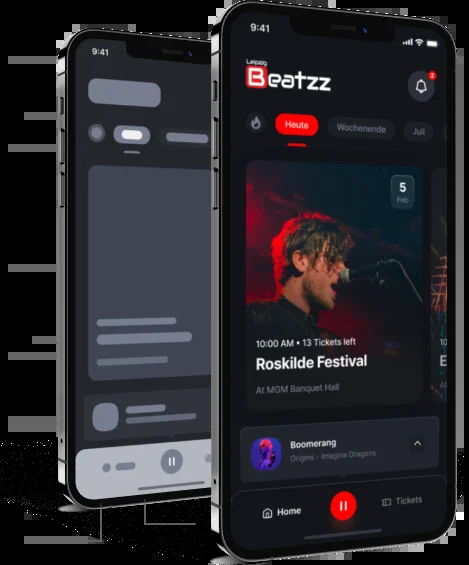 9:41
9:41
Leipzig
Beatzz
2
Heute
Wochenende
Juli
5
Feb
10:00 AM • 13 Tickets left
10
Roskilde Festival
E
At MGM Banquet Hall
Boomerang
Origins - Imagine Dragons
Home
Tickets